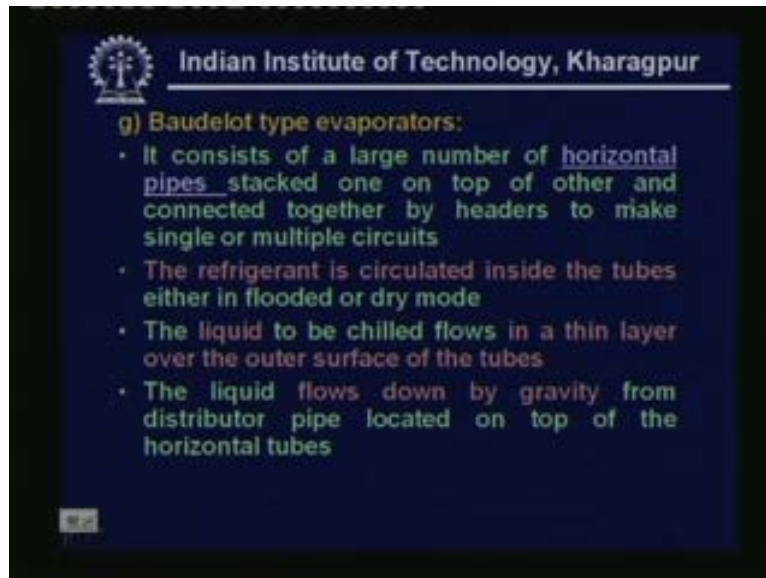 Indian Institute of Technology, Kharagpur
g) Baudelot type evaporators:
• It consists of a large number of horizontal
pipes stacked one on top of other and
connected together by headers to make
single or multiple circuits
• The refrigerant is circulated inside the tubes
either in flooded or dry mode
• The liquid to be chilled flows in a thin layer
over the outer surface of the tubes
• The liquid flows down by gravity from
distributor pipe located on top of the
horizontal tubes